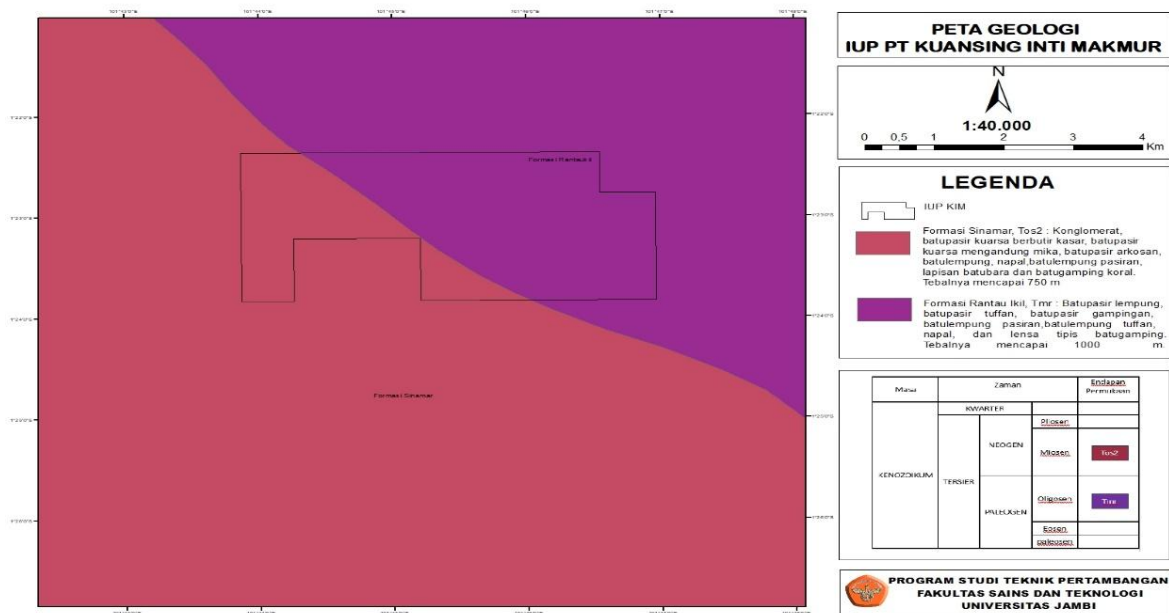 PETA GEOLOGI
IUP PT KUANSING INTI MAKMUR
N
1:40.000
0 0,5 1 2 3 4
Km
LEGENDA
IUP KIM
Formasi Sinamar, Tos2 : Konglomerat,
batupasir kuarsa berbutir kasar, batupasir
kuarsa mengandung mika, batupasir arkosan,
batulempung, napal,batulempung pasiran,
lapisan batubara dan batugamping koral.
Tebalnya mencapai 750 m
Formasi Rantau Ikil, Tmr : Batupasir lempung,
batupasir tuffan, batupasir gampingan,
batulempung pasiran,batulempung tuffan,
napal, dan lensa tipis batugamping.
Tebalnya mencapai 1000 m.
Masa Zaman Endapan
Permukaan
KWARTER
Pliosen
NEOGEN
Miosen Tos2
KENOZOIKUM
TERSIER
Oligosen Tmr
PALEOGEN
Eosen
paleosen
PROGRAM STUDI TEKNIK PERTAMBANGAN
FAKULTAS SAINS DAN TEKNOLOGI
UNIVERSITAS JAMBI
Formasi Rantau
Formasi Sinamar